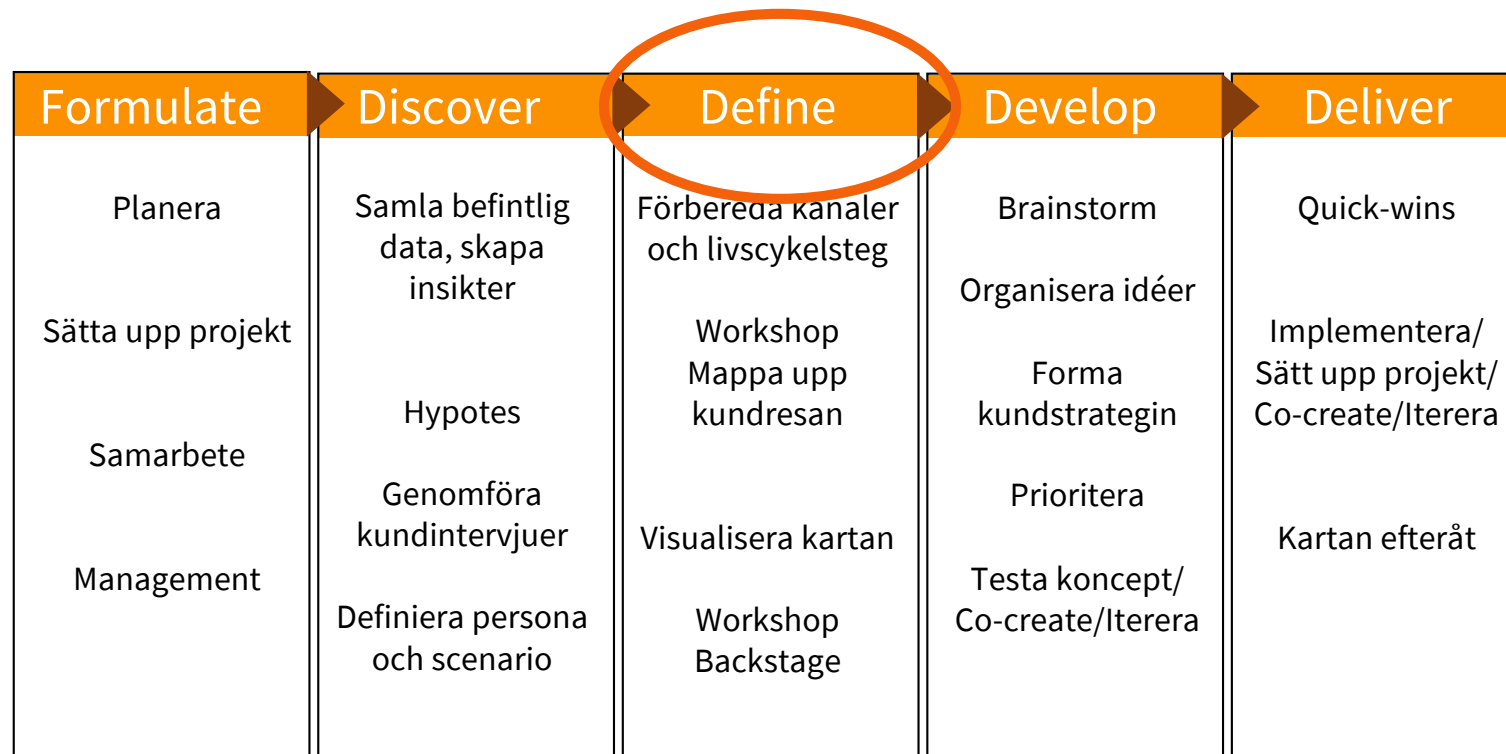 Formulate
Planera
Sätta upp projekt
Samarbete
Management
Discover
Samla befintlig
data, skapa
insikter
Hypotes
Genomföra
kundintervjuer
Definiera persona
och scenario
Define
Förbereda kanaler
och livscykelsteg
Workshop
Mappa upp
kundresan
Visualisera kartan
Workshop
Backstage
Develop
Brainstorm
Organisera idéer
Forma
kundstrategin
Prioritera
Testa koncept/
Co-create/Iterera
Deliver
Quick-wins
Implementera/
Sätt upp projekt/
Co-create/Iterera
Kartan efteråt